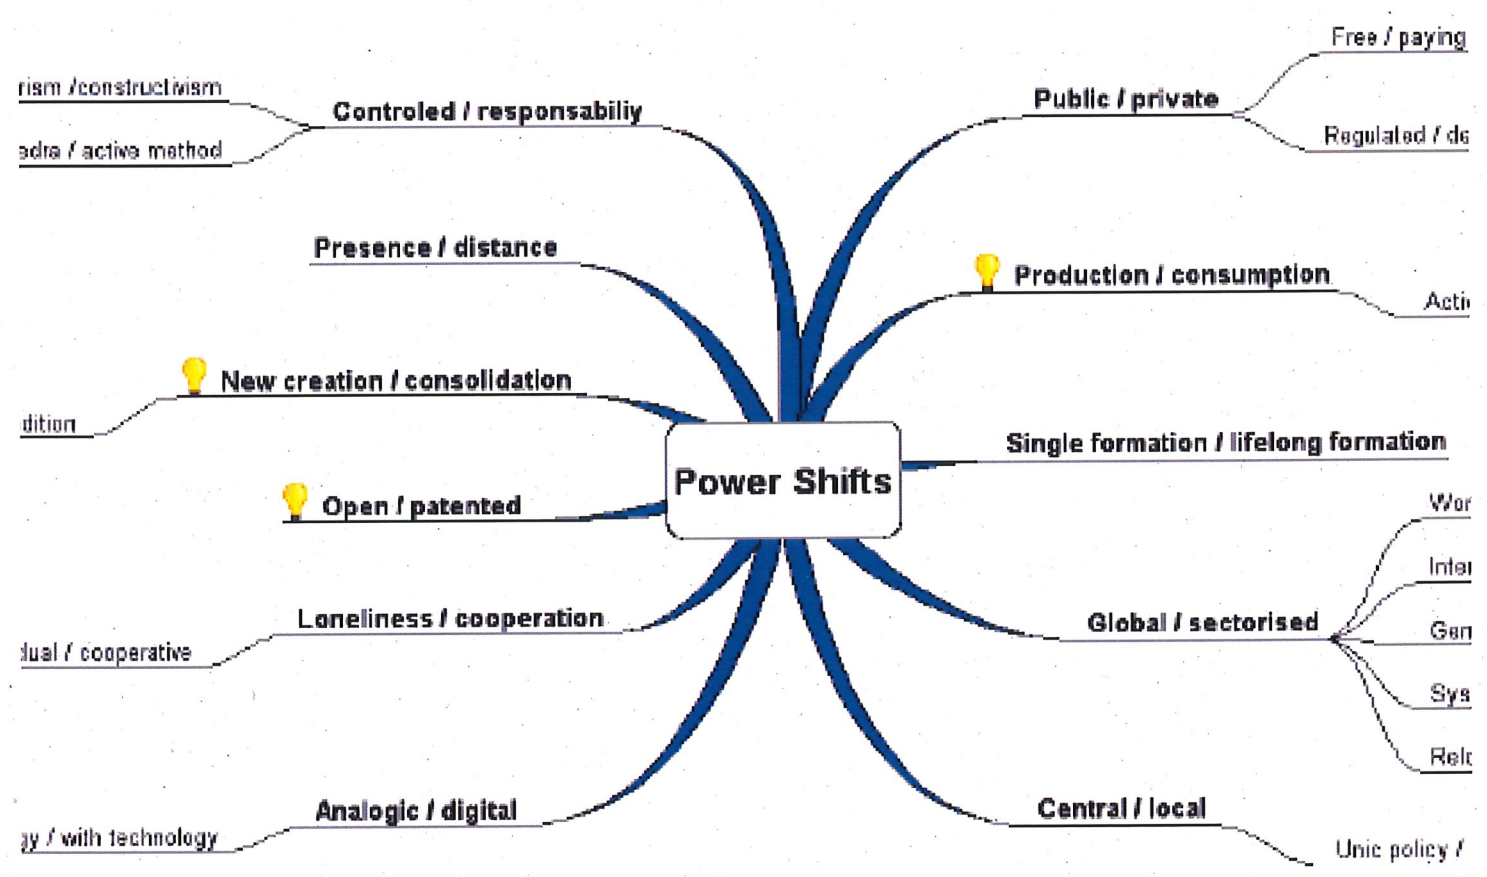 Free / paying
rism /constructivism
Public / private
Controled / responsabiliy
Regulated / de
edra / active method
Presence / distance
Production / consumption
Acti
New creation / consolidation
dition
Single formation / lifelong formation
Power Shifts
Open / patented
Wor
Inter
Loneliness / cooperation
Global / sectorised
Gen
dual / cooperative
Sys
Relc
Analogic / digital
Central / local
gy / with technology
Unic policy /